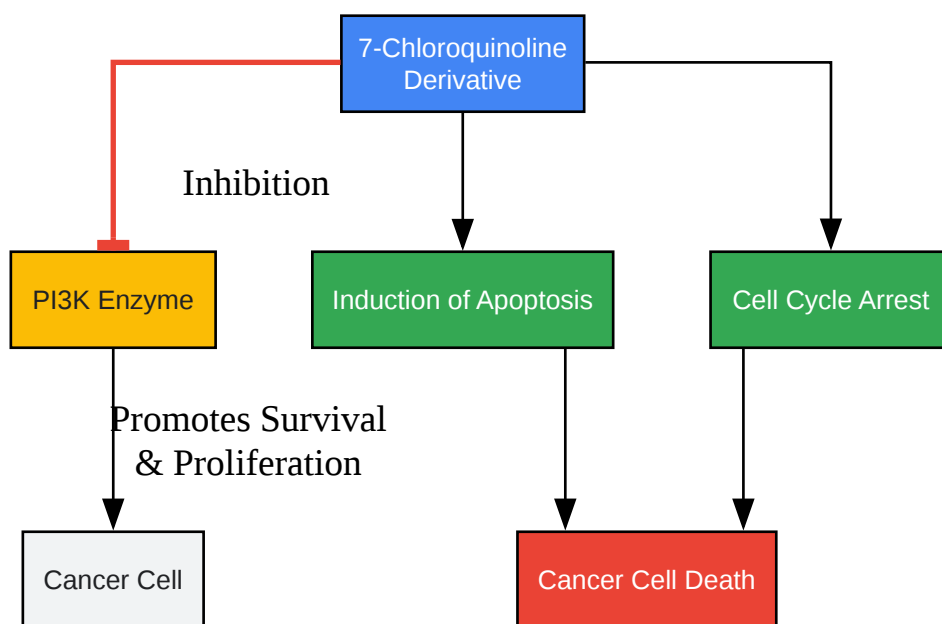 7-Chloroquinoline
Derivative
Inhibition
PI3K Enzyme
Induction of Apoptosis
Cell Cycle Arrest
Promotes Survival
& Proliferation
Cancer Cell
Cancer Cell Death